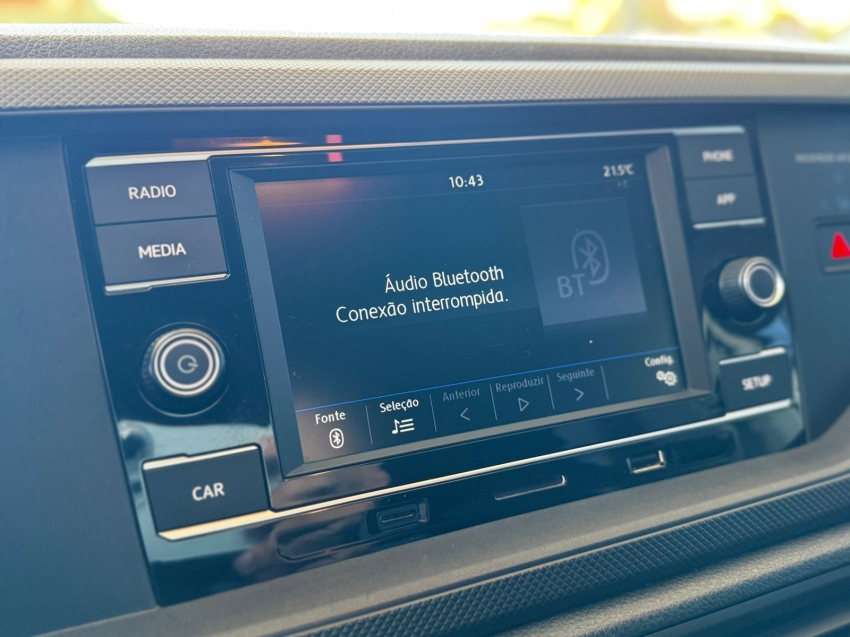 PHONE
RADIO
10:43
21.5°C
APP
MEDIA
Áudio Bluetooth
Conexão interrompida.
BT
Fonte
Seleção
Anterior
Reproduzir
Seguinte
Config.
SETUP
CAR